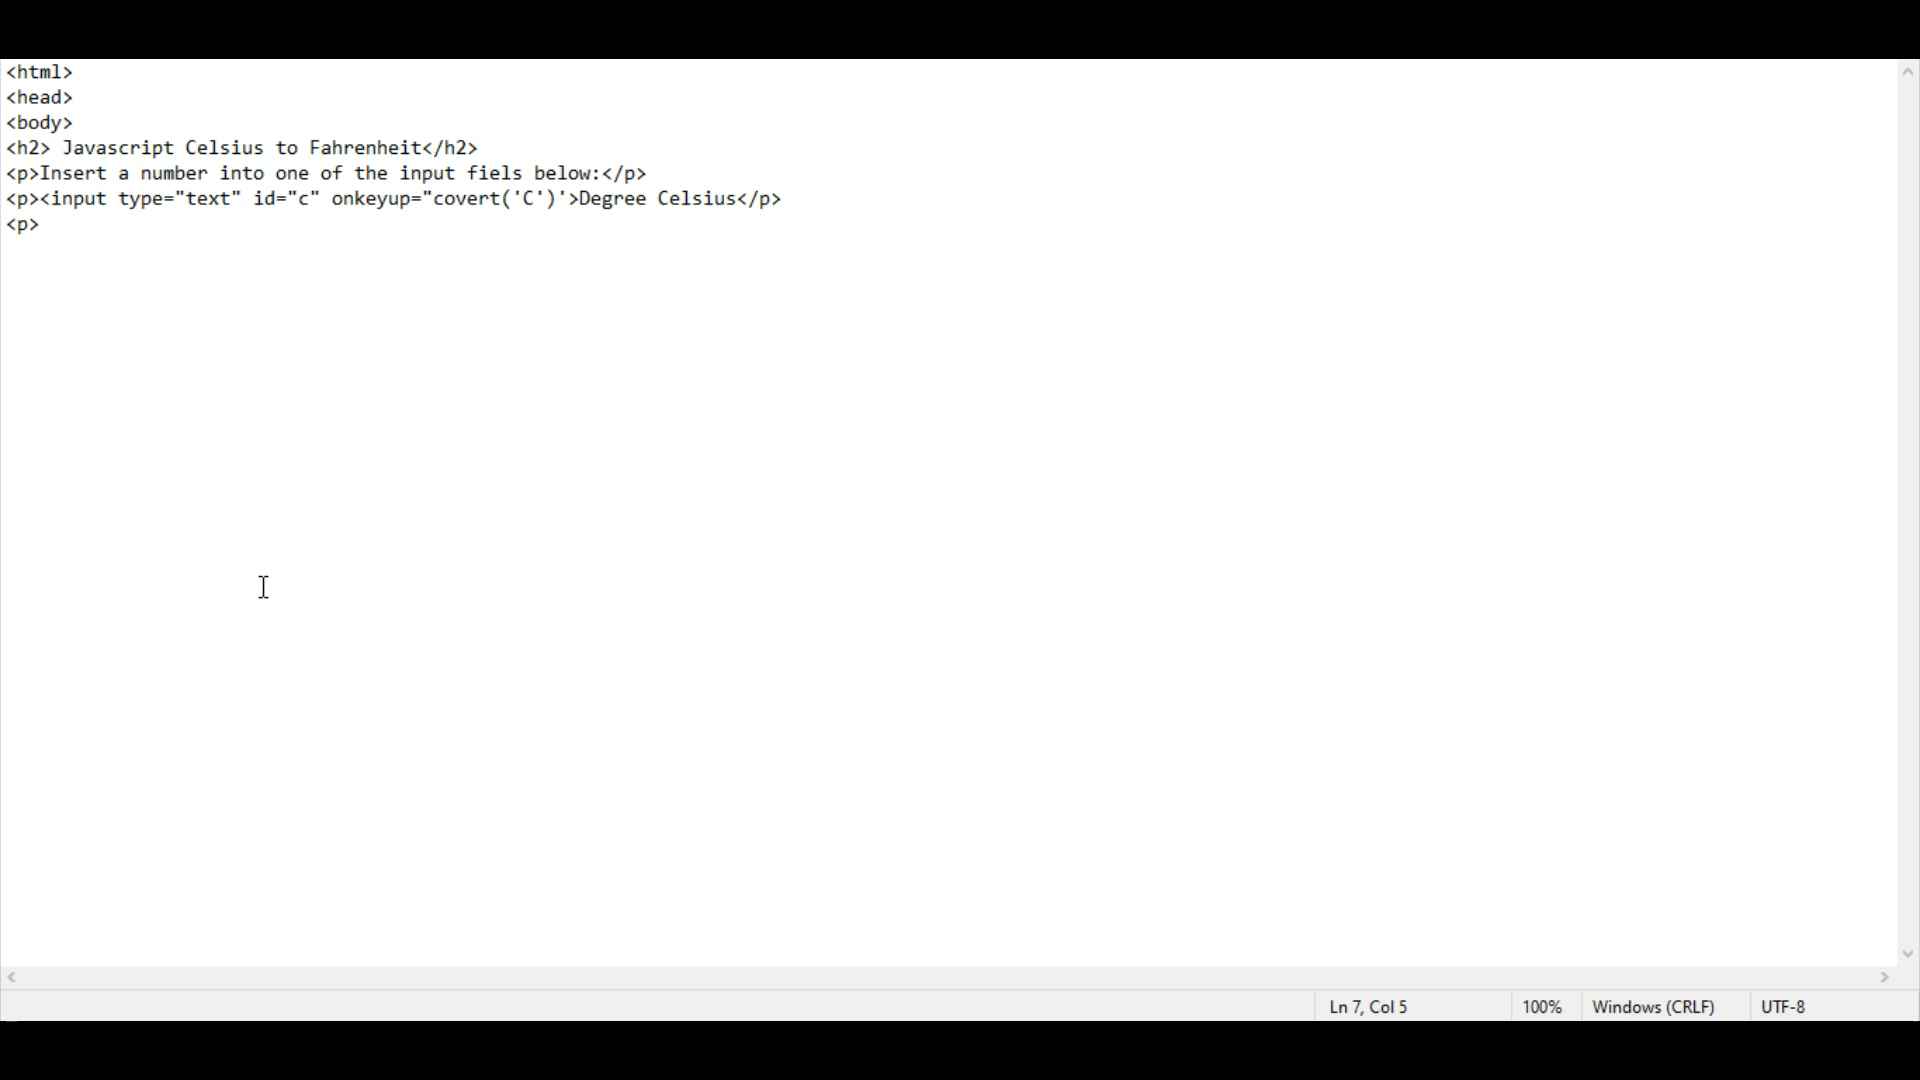 <html>
<head>
<body>
<h2> Javascript Celsius to Fahrenheit</h2>
<p>Insert a number into one of the input fiels below:</p>
<p><input type="text" id="c" onkeyup="covert('C')'>Degree Celsius</p>
<p>
Ln 7, Col 5 100% Windows (CRLF) UTF-8